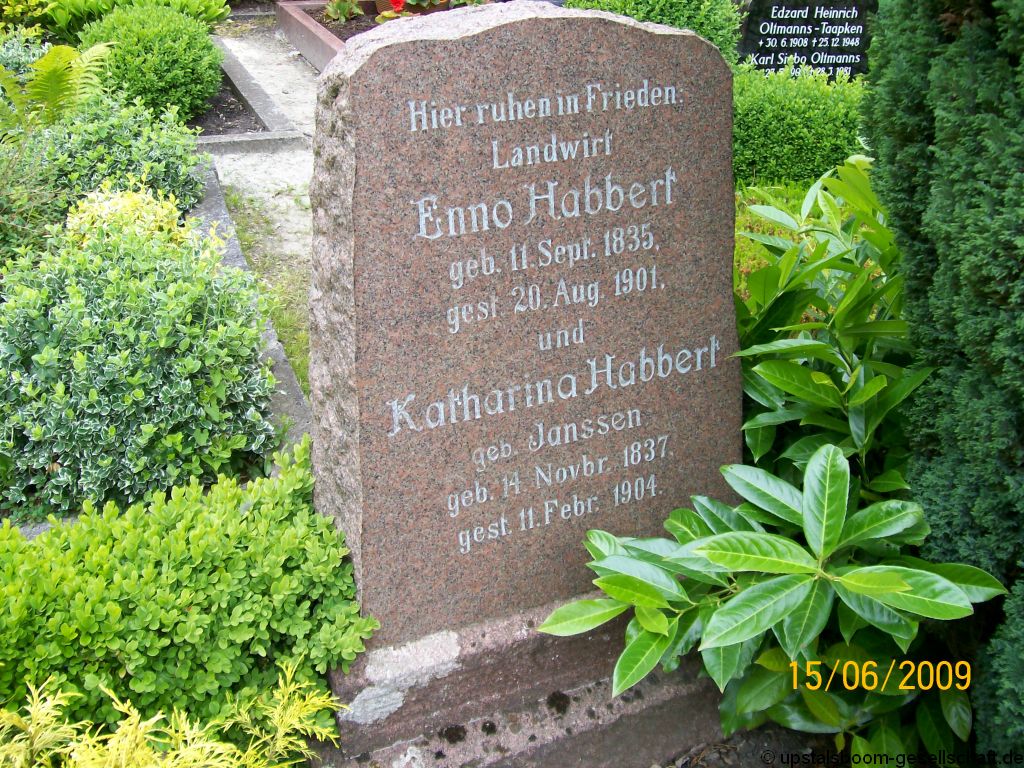 Hier ruhen in Frieden:
Landwirt
Enno Habbert
geb. 11. Sept. 1835.
gest 20. Aug. 1901.
und
Katharina Habbert
geb. Janssen
geb. 14 Novbr. 1837.
gest. 11. Febr. 1904.
Edzard Heinrich
Oltmanns-Taapken
30. 6. 1908 † 25. 12. 1948
Karl Oltmanns
15/06/2009
© upstalsboom-gesellschaft.de